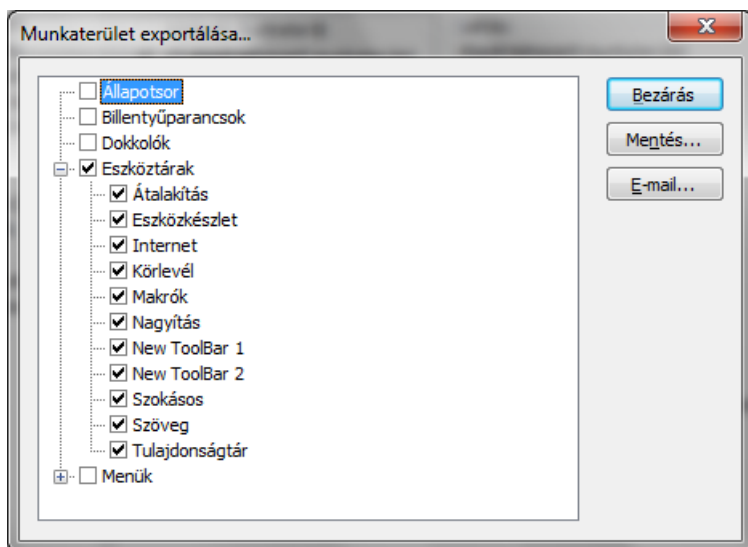 Munkaterület exportálása...
Állapotsor
Billentyűparancsok
Dokkolók
Eszköztárak
Átalakítás
Eszközkészlet
Internet
Körlevél
Makrók
Nagyítás
New ToolBar 1
New ToolBar 2
Szokásos
Szöveg
Tulajdonságtár
Menük
Bezárás
Mentés...
E-mail...